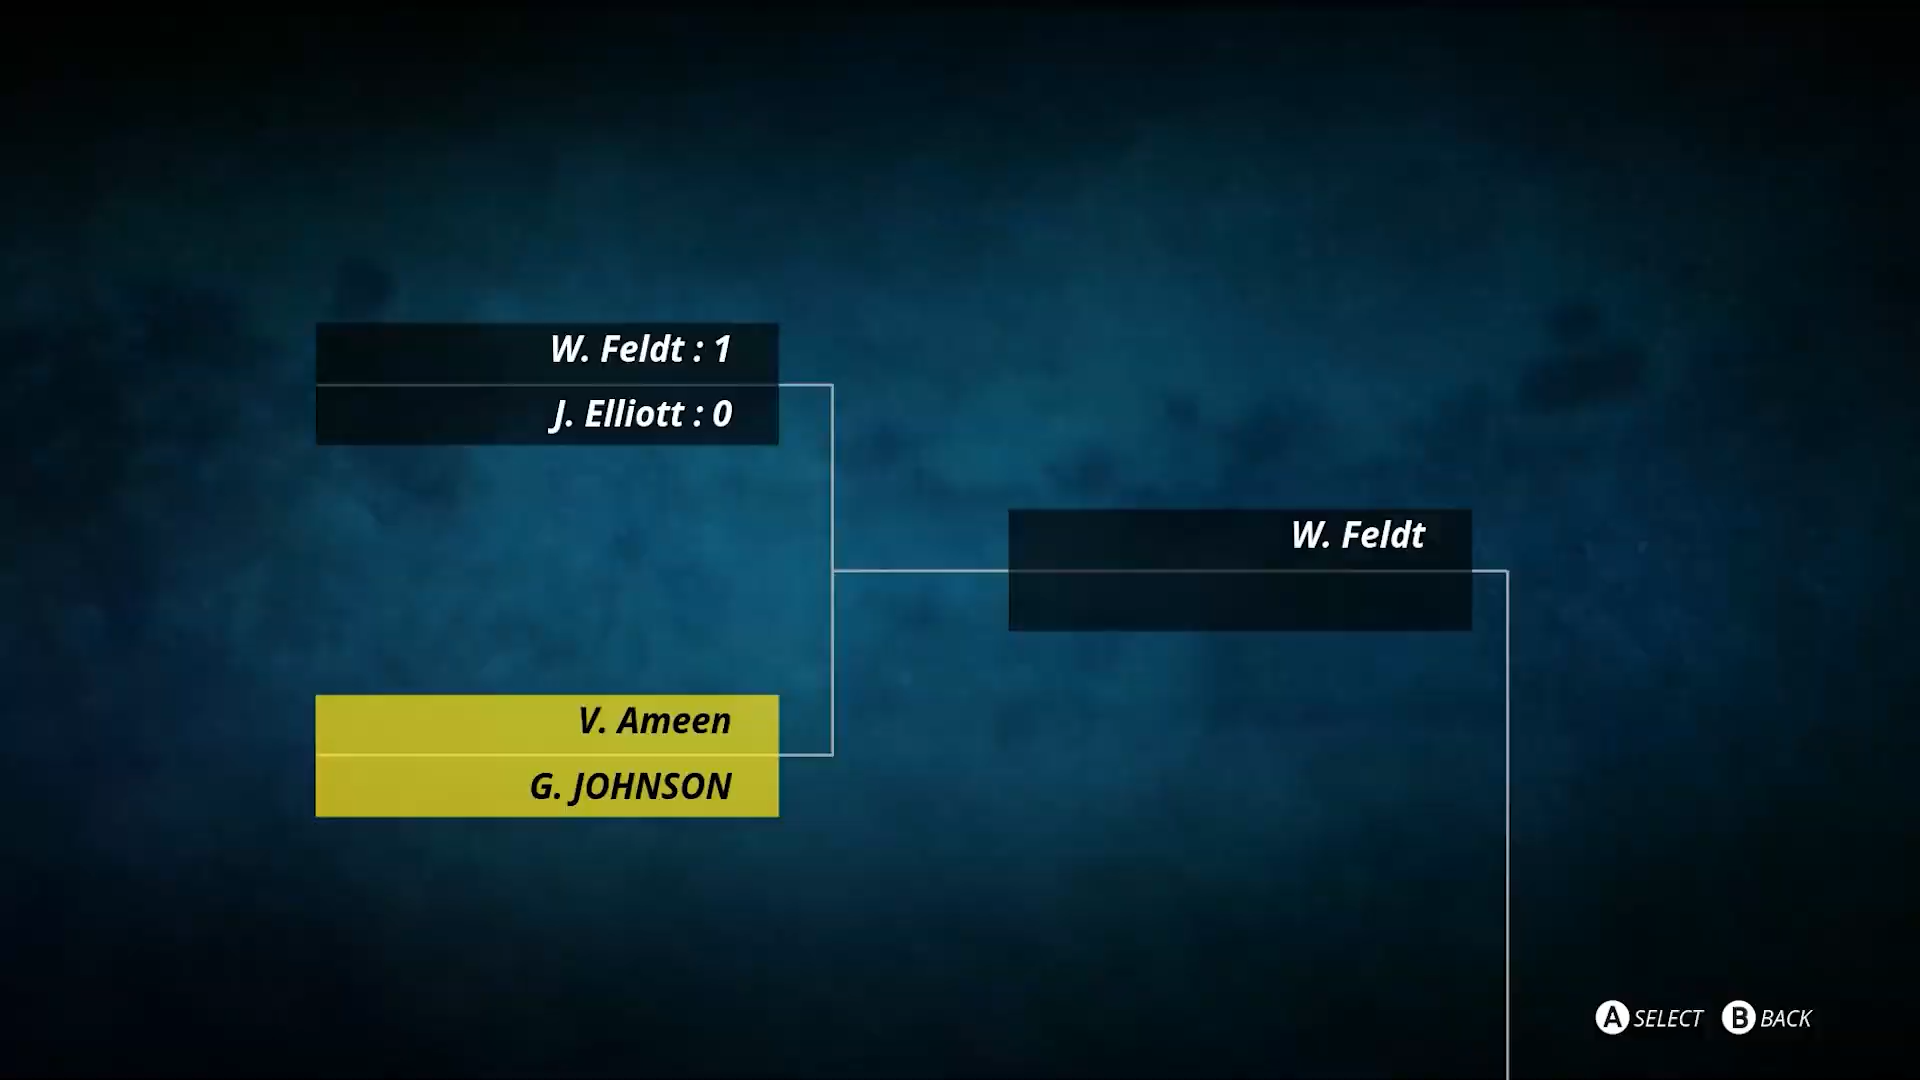 W. Feldt : 1
J. Elliott : 0
W. Feldt
V. Ameen
G. JOHNSON
A SELECT B BACK